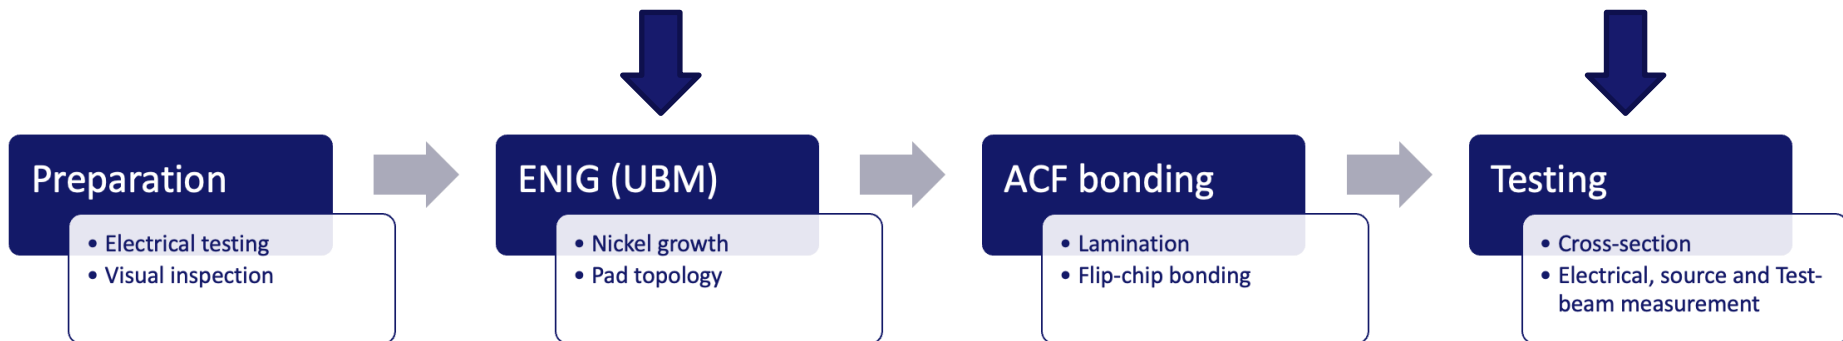 Preparation
• Electrical testing
• Visual inspection
ENIG (UBM)
• Nickel growth
• Pad topology
ACF bonding
• Lamination
• Flip-chip bonding
Testing
• Cross-section
• Electrical, source and Test-
beam measurement